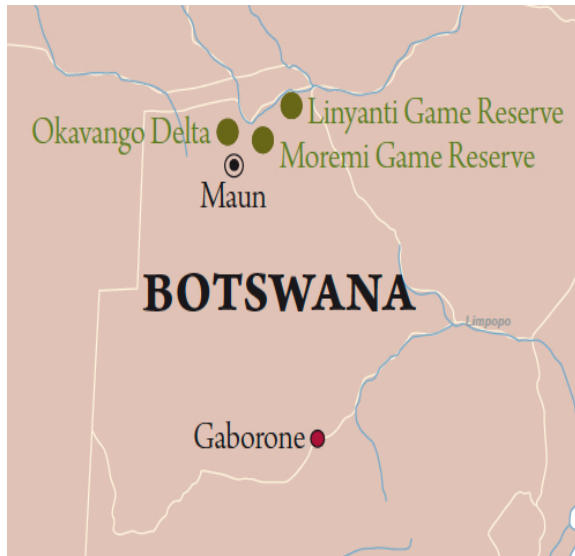 Linyanti Game Reserve
Okavango Delta
Moremi Game Reserve
Maun
BOTSWANA
Limpopo
Gaborone